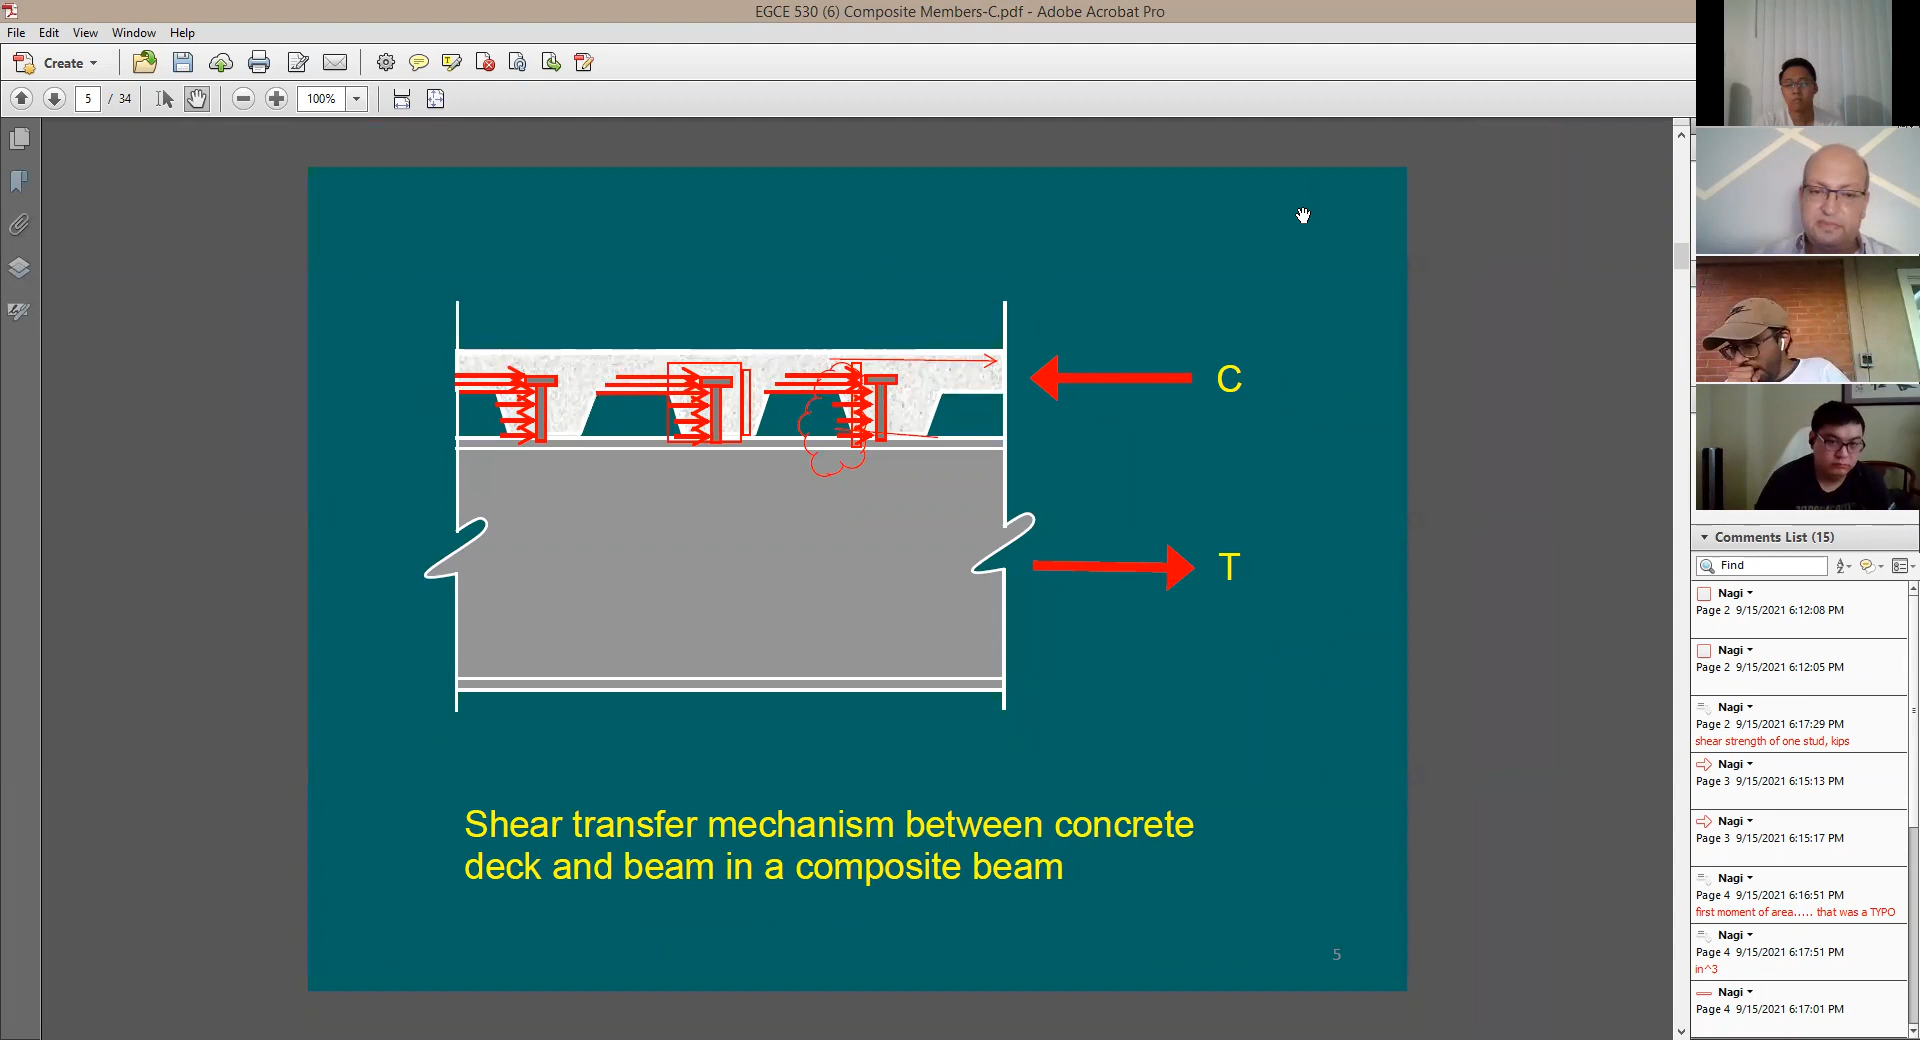 EGCE 530 (6) Composite Members-C.pdf - Adobe Acrobat Pro
File Edit View Window Help
Create
5 / 34 100%
C
T
Shear transfer mechanism between concrete
deck and beam in a composite beam
5
Comments List (15)
Find
Nagi
Page 2 9/15/2021 6:12:08 PM
Nagi
Page 2 9/15/2021 6:12:05 PM
Nagi
Page 2 9/15/2021 6:17:29 PM
shear strength of one stud, kips
Nagi
Page 3 9/15/2021 6:15:13 PM
Nagi
Page 3 9/15/2021 6:15:17 PM
Nagi
Page 4 9/15/2021 6:16:51 PM
first moment of area..... that was a TYPO
Nagi
Page 4 9/15/2021 6:17:51 PM
in^3
Nagi
Page 4 9/15/2021 6:17:01 PM